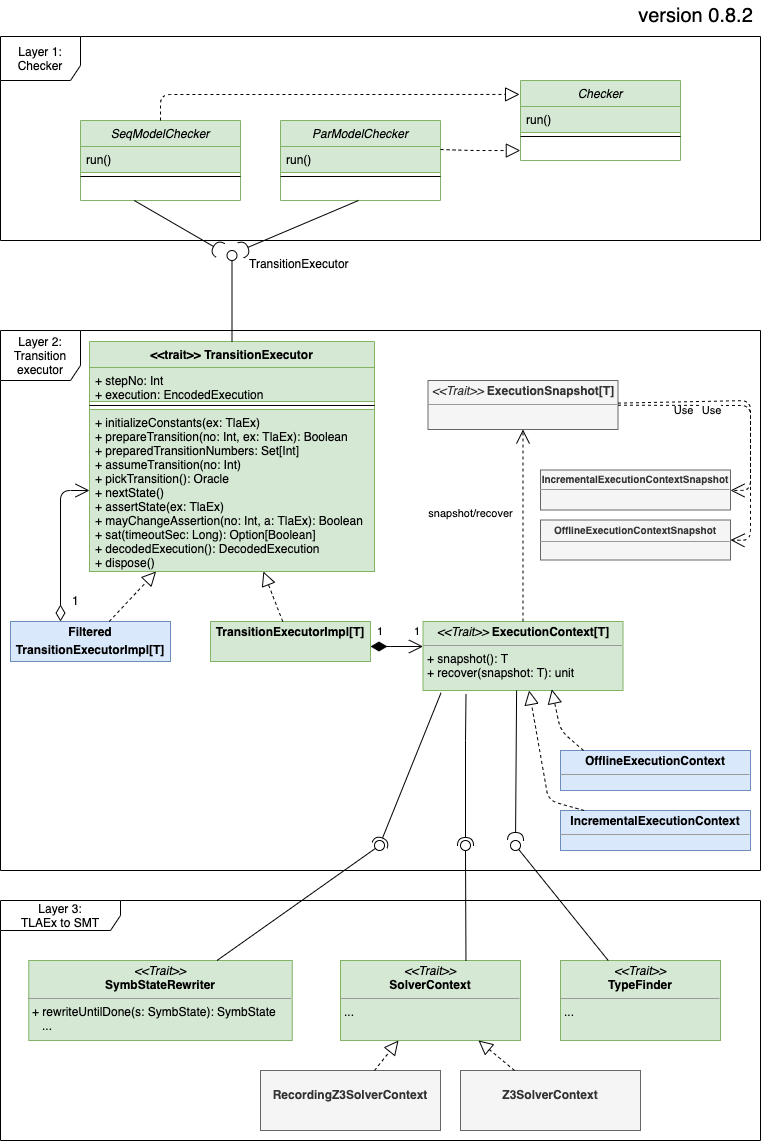 version 0.8.2
Layer 1:
Checker
Checker
run()
SeqModelChecker
run()
ParModelChecker
run()
TransitionExecutor
Layer 2:
Transition
executor
<<trait>> TransitionExecutor
+ stepNo: Int
+ execution: EncodedExecution
+ initializeConstants(ex: TlaEx)
+ prepareTransition(no: Int, ex: TlaEx): Boolean
+ preparedTransitionNumbers: Set[Int]
+ assumeTransition(no: Int)
+ pickTransition(): Oracle
+ nextState()
+ assertState(ex: TlaEx)
+ mayChangeAssertion(no: Int, a: TlaEx): Boolean
+ sat(timeoutSec: Long): Option[Boolean]
+ decodedExecution(): DecodedExecution
+ dispose()
<<Trait>> ExecutionSnapshot[T]
Use Use
IncrementalExecutionContextSnapshot
OfflineExecutionContextSnapshot
snapshot/recover
1
Filtered
TransitionExecutorImpl[T]
TransitionExecutorImpl[T]
1
1
<<Trait>> ExecutionContext[T]
+ snapshot(): T
+ recover(snapshot: T): unit
OfflineExecutionContext
IncrementalExecutionContext
Layer 3:
TLAEx to SMT
<<Trait>>
SymbStateRewriter
+ rewriteUntilDone(s: SymbState): SymbState
...
<<Trait>>
SolverContext
...
<<Trait>>
TypeFinder
...
RecordingZ3SolverContext
Z3SolverContext